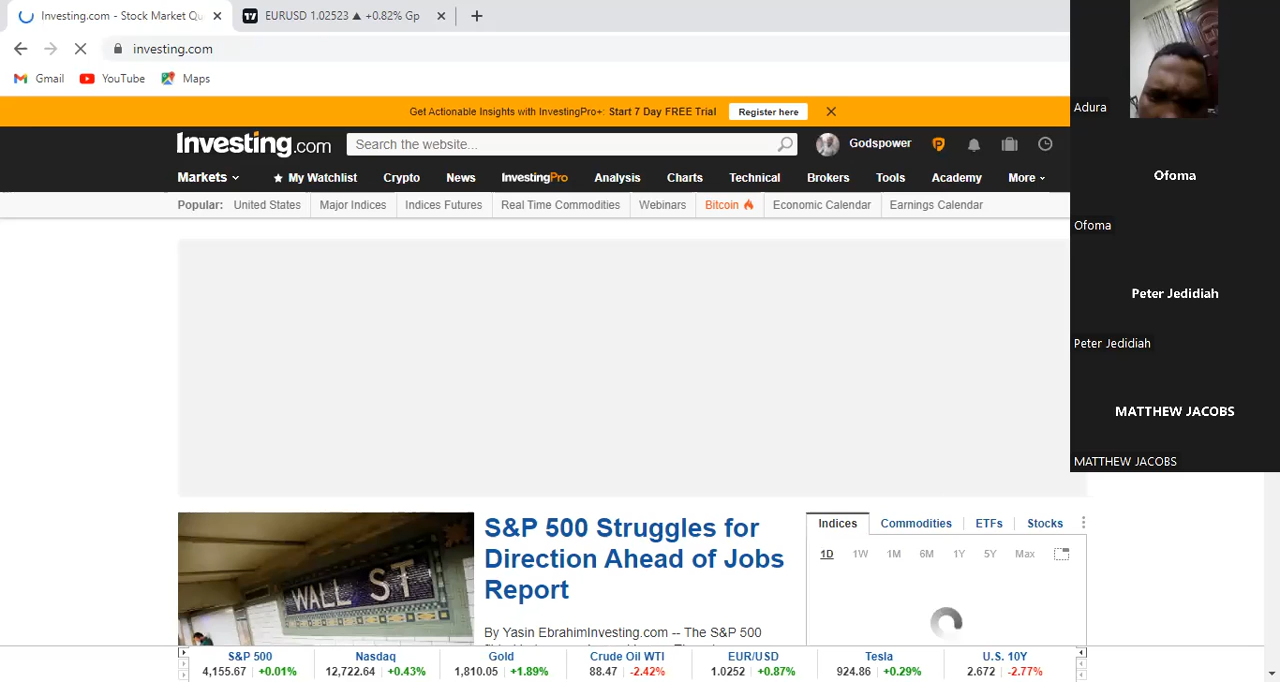 Investing.com - Stock Market Qu
EURUSD 1.02523 ▲ +0.82% Gp
investing.com
Gmail YouTube Maps
Get Actionable Insights with InvestingPro+: Start 7 Day FREE Trial Register here
Investing.com Search the website... Godspower
Markets My Watchlist Crypto News InvestingPro Analysis Charts Technical Brokers Tools Academy More
Popular: United States Major Indices Indices Futures Real Time Commodities Webinars Bitcoin Economic Calendar Earnings Calendar
Adura
Ofoma
Ofoma
Peter Jedidiah
Peter Jedidiah
MATTHEW JACOBS
MATTHEW JACOBS
WALL ST
S&P 500 Struggles for
Direction Ahead of Jobs
Report
By Yasin EbrahimInvesting.com -- The S&P 500
Indices Commodities ETFs Stocks
1D 1W 1M 6M 1Y 5Y Max
S&P 500 Nasdaq Gold Crude Oil WTI EUR/USD Tesla U.S. 10Y
4,155.67 +0.01% 12,722.64 +0.43% 1,810.05 +1.89% 88.47 -2.42% 1.0252 +0.87% 924.86 +0.29% 2.672 -2.77%